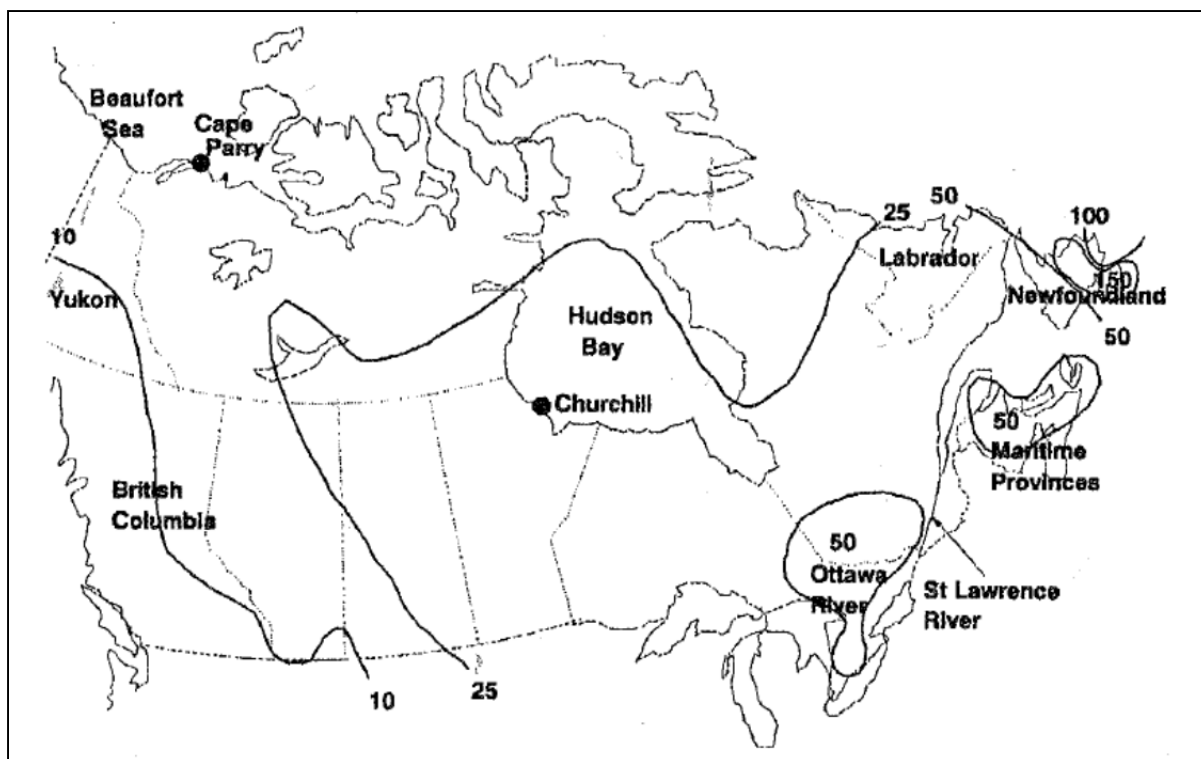 Beaufort
Sea
Cape
Parry
10
Yukon
25
50
100
Labrador
150
Newfoundland
50
Hudson
Bay
Churchill
50
Maritime
Provinces
British
Columbia
50
Ottawa
River
St Lawrence
River
10
25